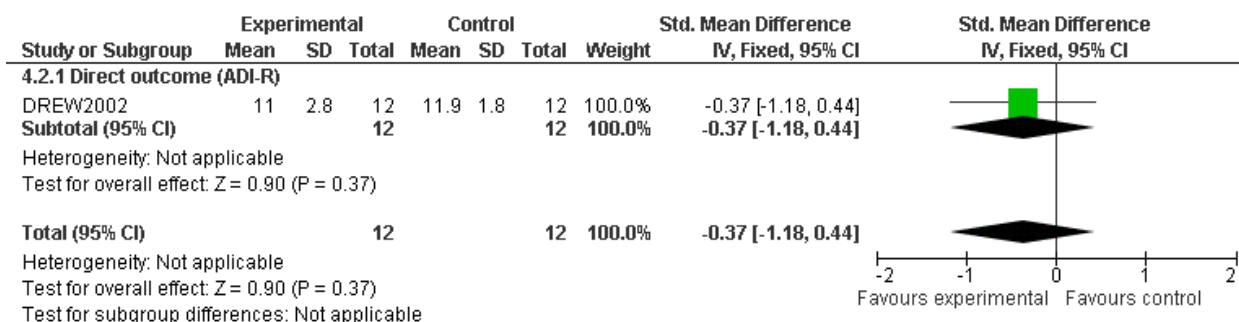 Experimental Control Std. Mean Difference Std. Mean Difference
Study or Subgroup Mean SD Total Mean SD Total Weight IV, Fixed, 95% CI IV, Fixed, 95% CI
4.2.1 Direct outcome (ADI-R)
DREW2002 11 2.8 12 11.9 1.8 12 100.0% -0.37 [-1.18, 0.44]
Subtotal (95% CI) 12 12 100.0% -0.37 [-1.18, 0.44]
Heterogeneity: Not applicable
Test for overall effect: Z = 0.90 (P = 0.37)
Total (95% CI) 12 12 100.0% -0.37 [-1.18, 0.44]
Heterogeneity: Not applicable
Test for overall effect: Z = 0.90 (P = 0.37)
Test for subgroup differences: Not applicable
-2 -1 0 1 2
Favours experimental Favours control